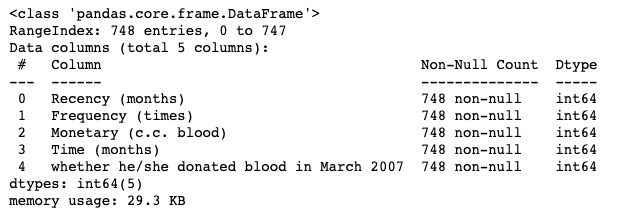 <class 'pandas.core.frame.DataFrame'>
RangeIndex: 748 entries, 0 to 747
Data columns (total 5 columns):
 #   Column                                      Non-Null Count  Dtype
---  ------                                      --------------  -----
 0   Recency (months)                            748 non-null    int64
 1   Frequency (times)                           748 non-null    int64
 2   Monetary (c.c. blood)                       748 non-null    int64
 3   Time (months)                               748 non-null    int64
 4   whether he/she donated blood in March 2007  748 non-null    int64
dtypes: int64(5)
memory usage: 29.3 KB